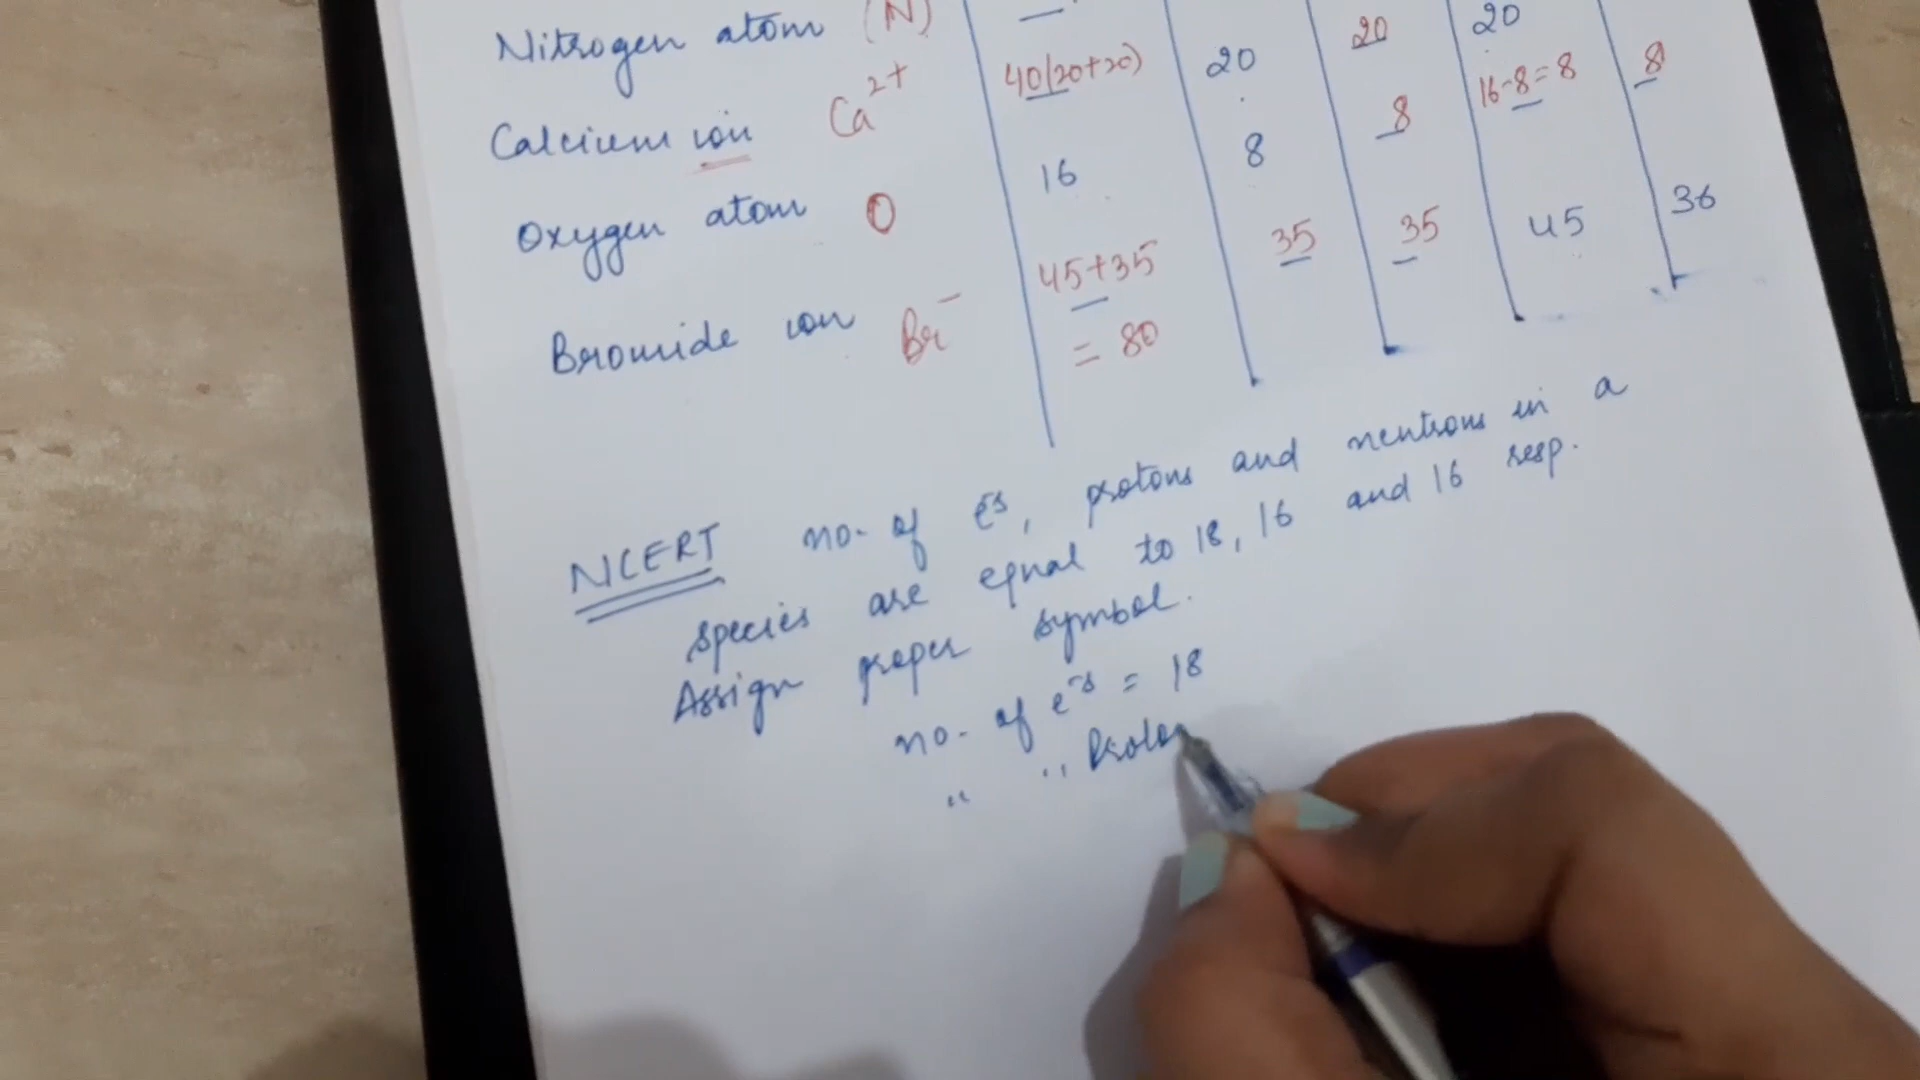 Nitrogen atom (N) 20 20
Calcium ion Ca2+ 40(20+20) 20 8 16-8=8 8
Oxygen atom O 16 8
Bromide ion Br- 45+35 35 35 45 36
= 80
NCERT no. of e-s, protons and neutrons in a
species are equal to 18, 16 and 16 resp.
Assign proper symbol.
no. of e-s = 18
" " Proton